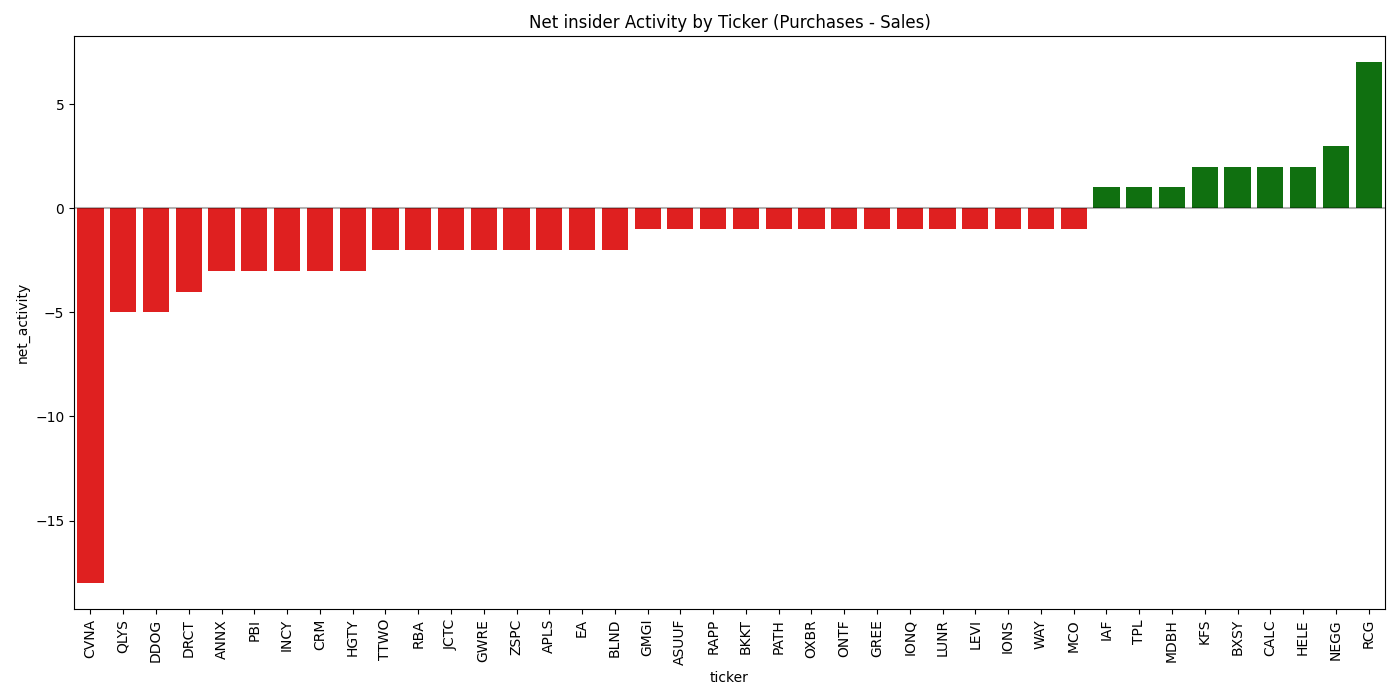 Net insider Activity by Ticker (Purchases - Sales)
net_activity
5
0
−5
−10
−15
CVNA
QLYS
DDOG
DRCT
ANNX
PBI
INCY
CRM
HGTY
TTWO
RBA
JCTC
GWRE
ZSPC
APLS
EA
BLND
GMGI
ASUUF
RAPP
BKKT
PATH
OXBR
ONTF
GREE
IONQ
LUNR
LEVI
IONS
WAY
MCO
IAF
TPL
MDBH
KFS
BXSY
CALC
HELE
NEGG
RCG
ticker